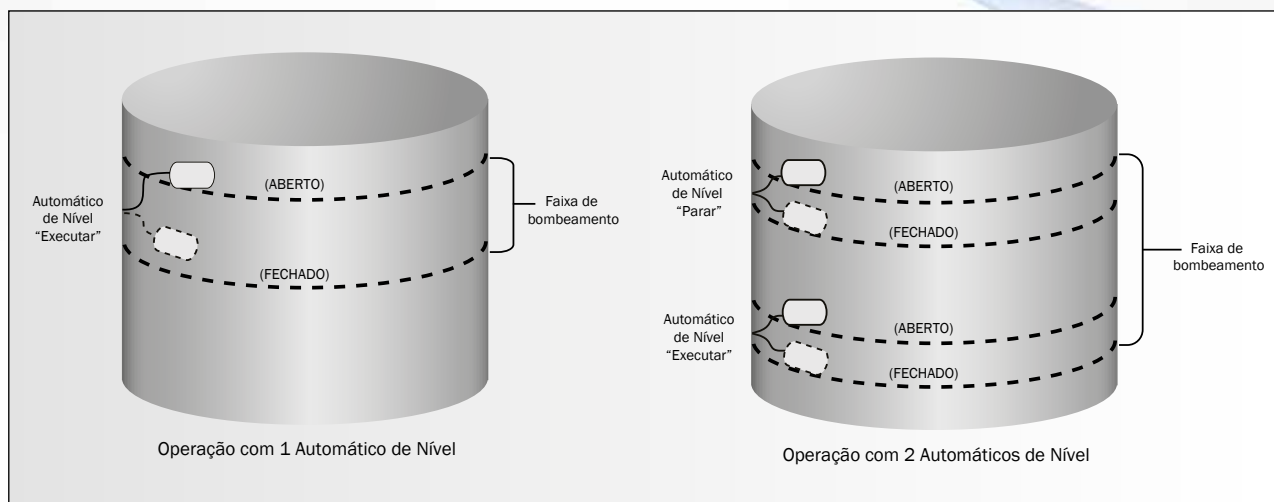 (ABERTO)
Automático
de Nível
“Executar”
(FECHADO)
Faixa de
bombeamento
Operação com 1 Automático de Nível
Automático
de Nível
“Parar”
(ABERTO)
(FECHADO)
Automático
de Nível
“Executar”
(ABERTO)
(FECHADO)
Faixa de
bombeamento
Operação com 2 Automáticos de Nível